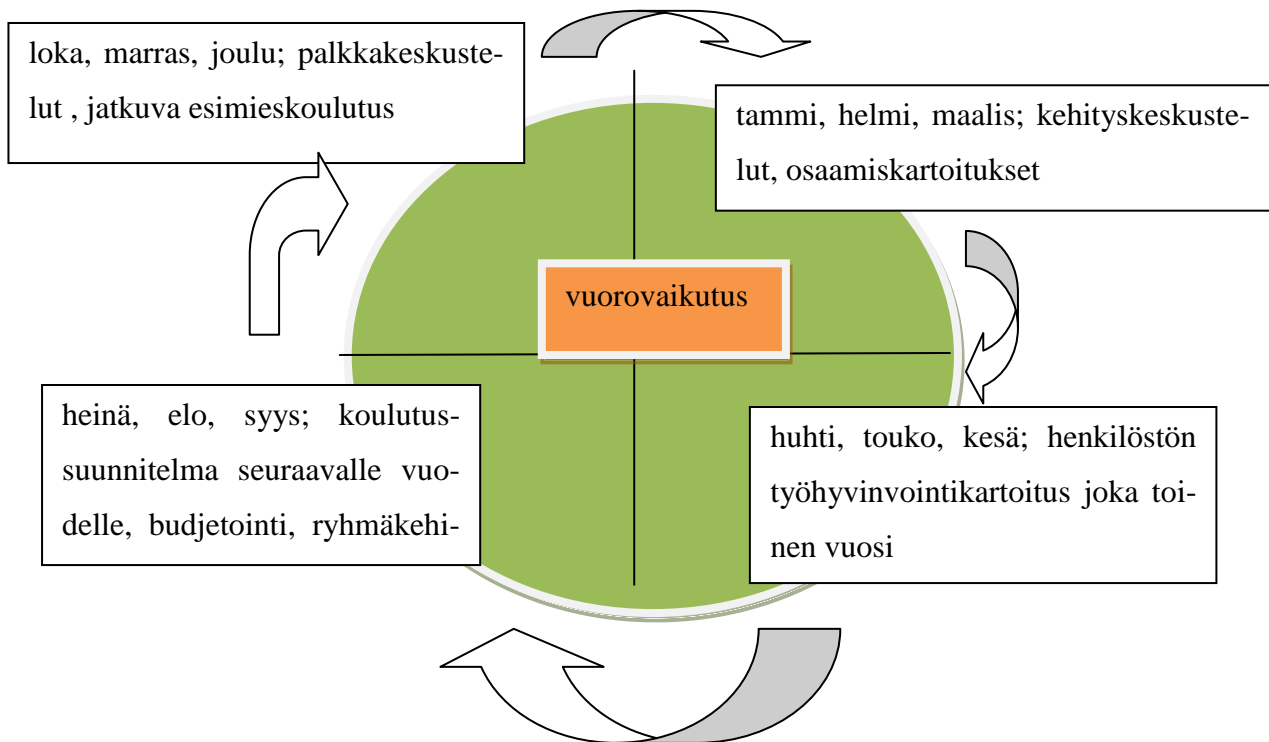 loka, marras, joulu; palkkakeskuste-
lut , jatkuva esimieskoulutus
tammi, helmi, maalis; kehityskeskuste-
lut, osaamiskartoitukset
vuorovaikutus
heinä, elo, syys; koulutus-
suunnitelma seuraavalle vuo-
delle, budjetointi, ryhmäkehi-
huhti, touko, kesä; henkilöstön
työhyvinvointikartoitus joka toi-
nen vuosi